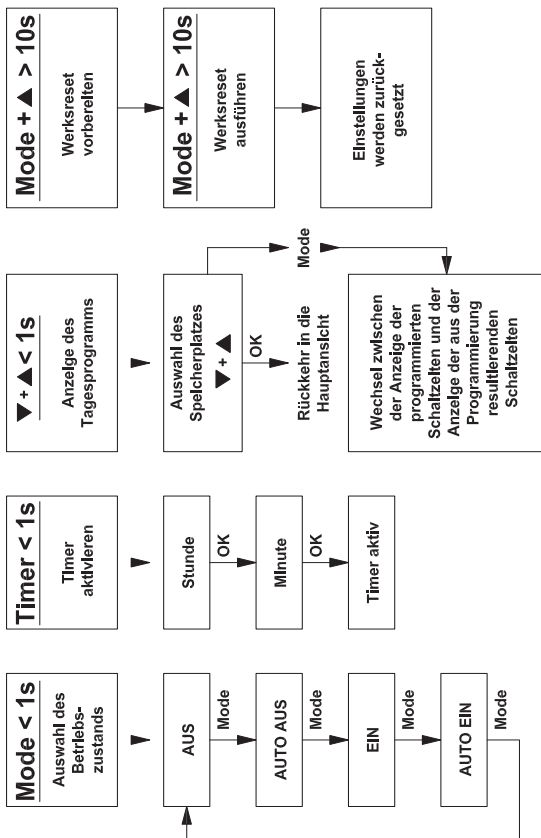 Mode < 1s
Auswahl des
Betriebs-
zustands
AUS
Mode
AUTO AUS
Mode
EIN
Mode
AUTO EIN
Mode
Timer < 1s
Timer
aktivieren
Stunde
OK
Minute
OK
Timer aktiv
▼ + ▲ < 1s
Anzeige des
Tagesprogramms
Auswahl des
Speicherplatzes
▼ + ▲
OK
Rückkehr in die
Hauptansicht
Mode
Wechsel zwischen
der Anzeige der
programmierten
Schaltzeiten und der
Anzeige der aus der
Programmierung
resultierenden
Schaltzeiten
Mode + ▲ > 10s
Werksreset
vorbereiten
Mode + ▲ > 10s
Werksreset
ausführen
Einstellungen
werden zurück-
gesetzt